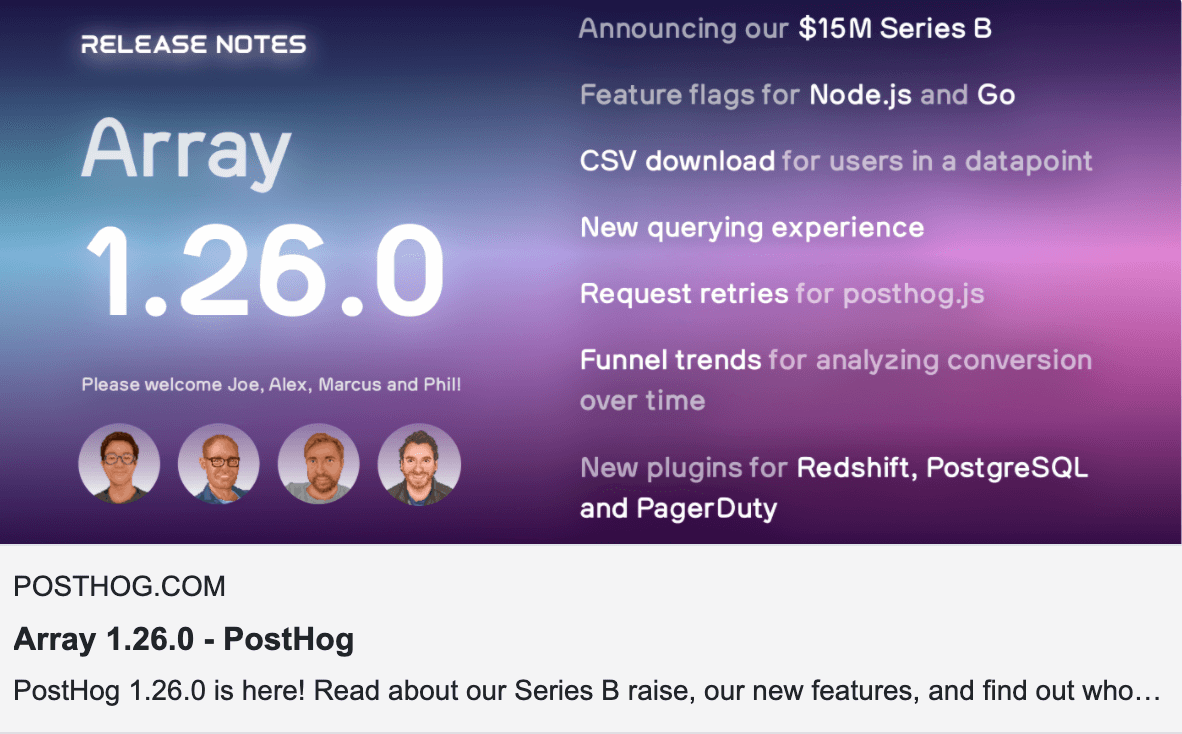 RELEASE NOTES
Array
1.26.0
Please welcome Joe, Alex, Marcus and Phil!
Announcing our $15M Series B
Feature flags for Node.js and Go
CSV download for users in a datapoint
New querying experience
Request retries for posthog.js
Funnel trends for analyzing conversion
over time
New plugins for Redshift, PostgreSQL
and PagerDuty
POSTHOG.COM
Array 1.26.0 - PostHog
PostHog 1.26.0 is here! Read about our Series B raise, our new features, and find out who…